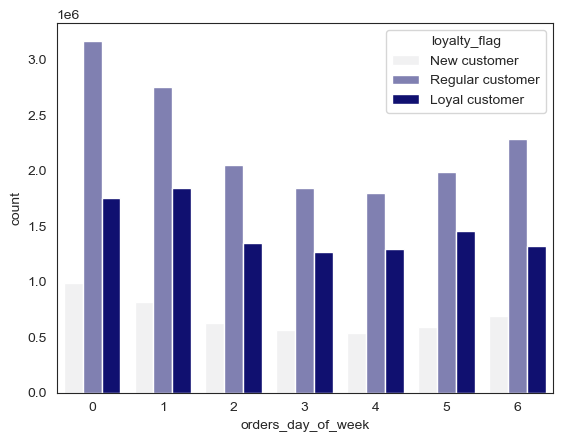 1e6
loyalty_flag
New customer
Regular customer
Loyal customer
3.0
2.5
2.0
1.5
1.0
0.5
0.0
count
0 1 2 3 4 5 6
orders_day_of_week